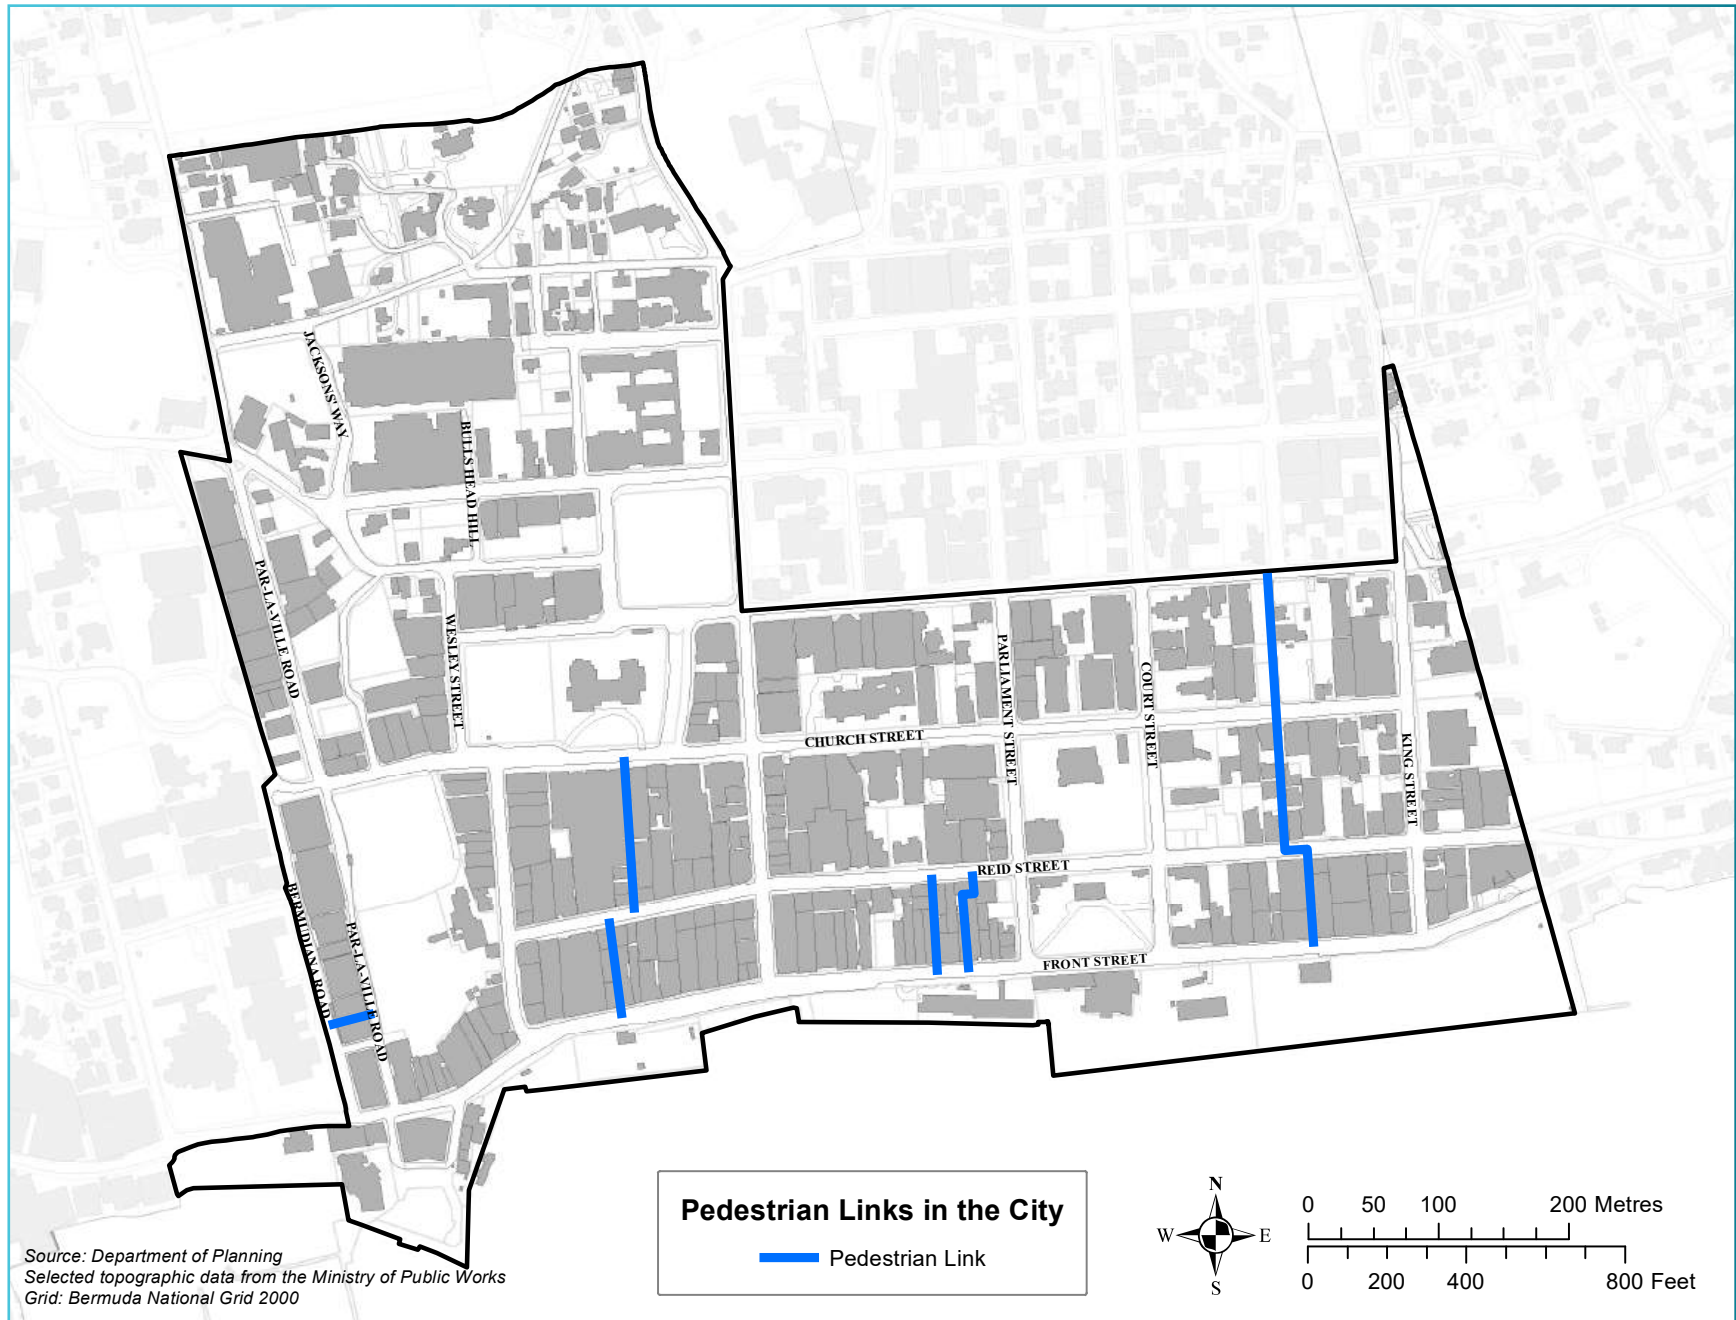 JACKSONS' WAY
BULLS HEAD HILL
PAR-LA-VILLE ROAD
WESLEY STREET
PARLIAMENT STREET
COURT STREET
CHURCH STREET
KING STREET
REID STREET
BERMUDIANA ROAD
PAR-LA-VILLE ROAD
FRONT STREET
Pedestrian Links in the City
Pedestrian Link
N
W E
S
0 50 100 200 Metres
0 200 400 800 Feet
Source: Department of Planning
Selected topographic data from the Ministry of Public Works
Grid: Bermuda National Grid 2000